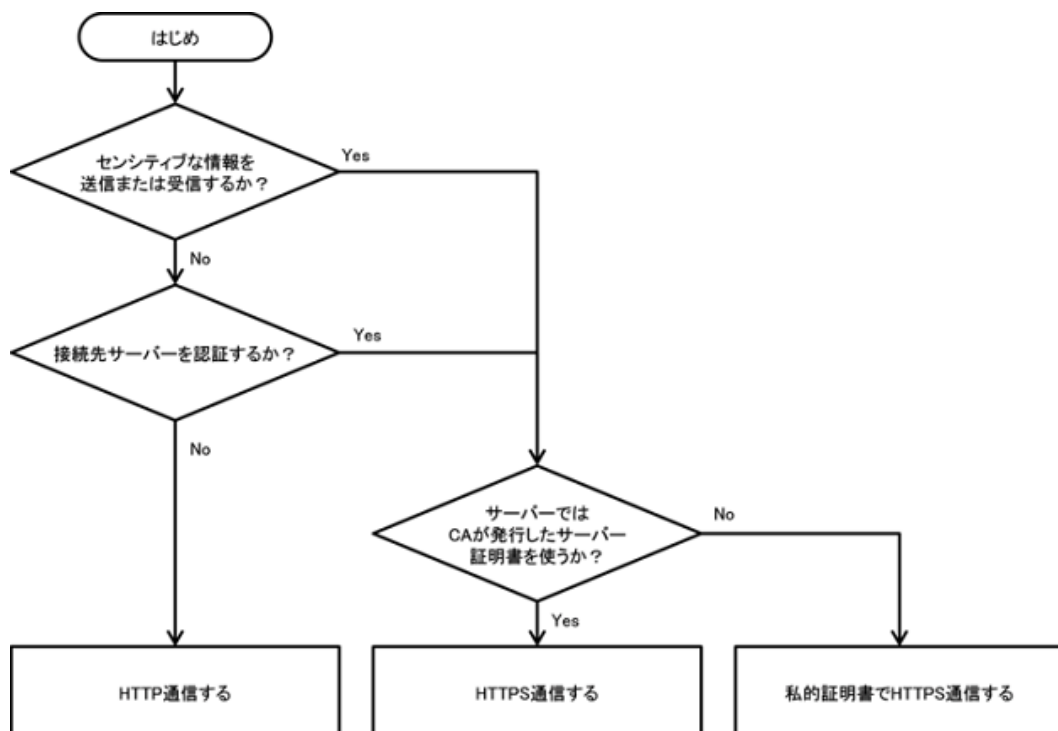 はじめ
センシティブな情報を
送信または受信するか？
Yes
No
接続先サーバーを認証するか？
Yes
No
サーバーでは
CAが発行したサーバー
証明書を使うか？
No
Yes
HTTP通信する
HTTPS通信する
私的証明書でHTTPS通信する